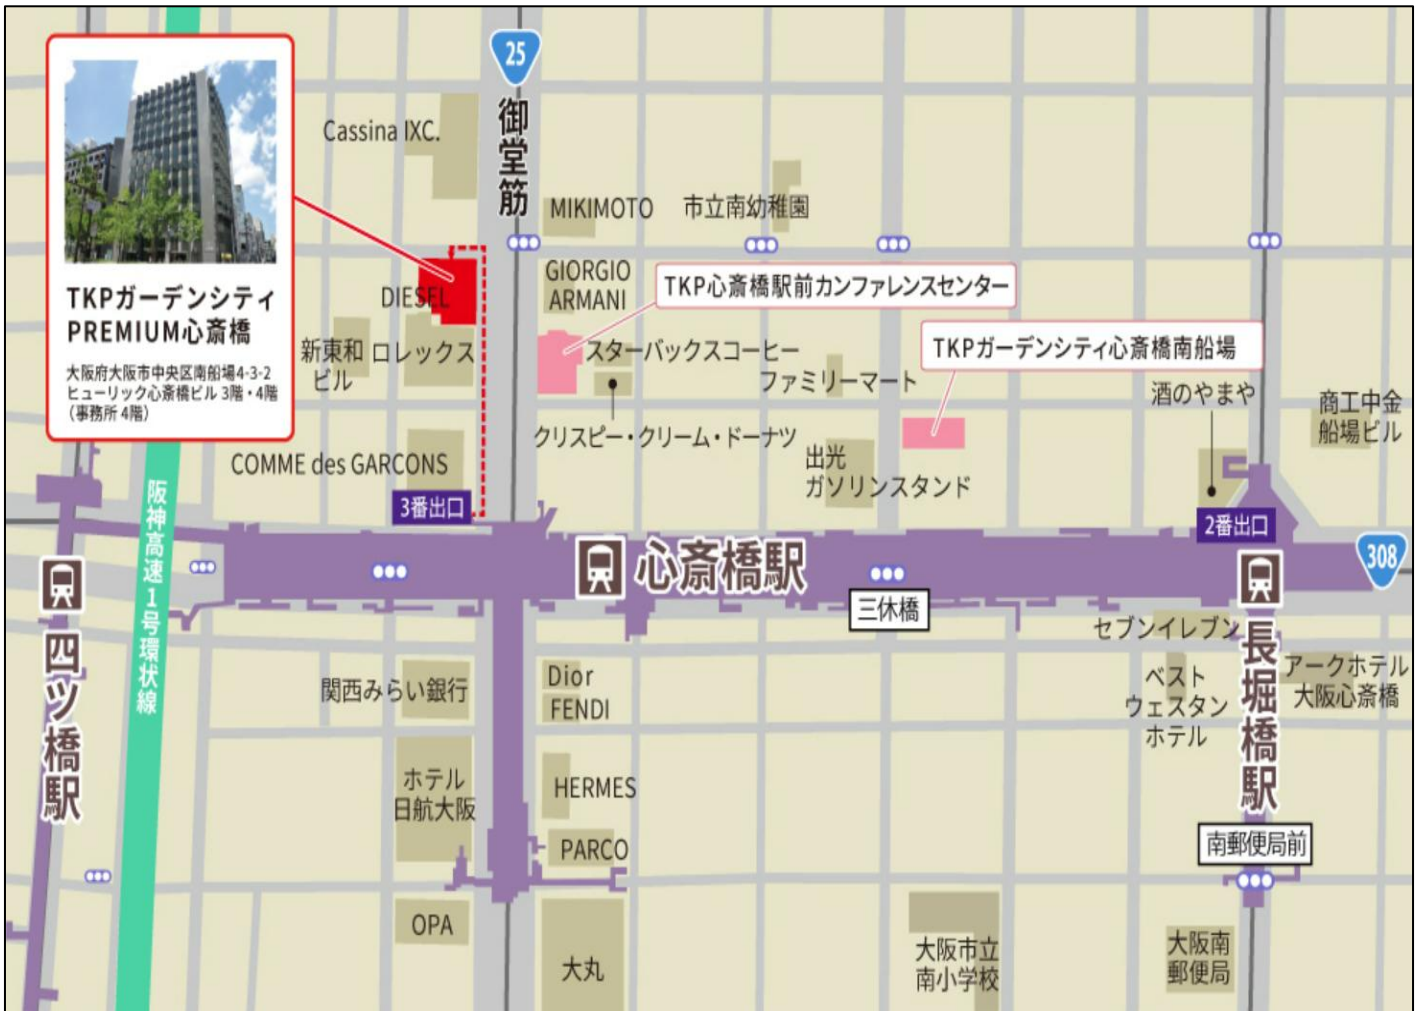 25
御堂筋
Cassina IXC.
MIKIMOTO
市立南幼稚園
TKPガーデンシティ
PREMIUM心斎橋
大阪府大阪市中央区南船場4-3-2
ヒューリック心斎橋ビル 3階・4階
（事務所 4階）
DIESEL
GIORGIO
ARMANI
TKP心斎橋駅前カンファレンスセンター
新東和
ビル
ロレックス
スターバックスコーヒー
TKPガーデンシティ心斎橋南船場
ファミリーマート
酒のやまや
商工中金
船場ビル
クリスピー・クリーム・ドーナツ
COMME des GARCONS
出光
ガソリンスタンド
3番出口
2番出口
阪神高速1号環状線
心斎橋駅
308
三休橋
四ツ橋駅
セブンイレブン
長堀橋駅
関西みらい銀行
Dior
FENDI
ベスト
ウェスタン
ホテル
アークホテル
大阪心斎橋
ホテル
日航大阪
HERMES
PARCO
南郵便局前
OPA
大丸
大阪市立
南小学校
大阪南
郵便局